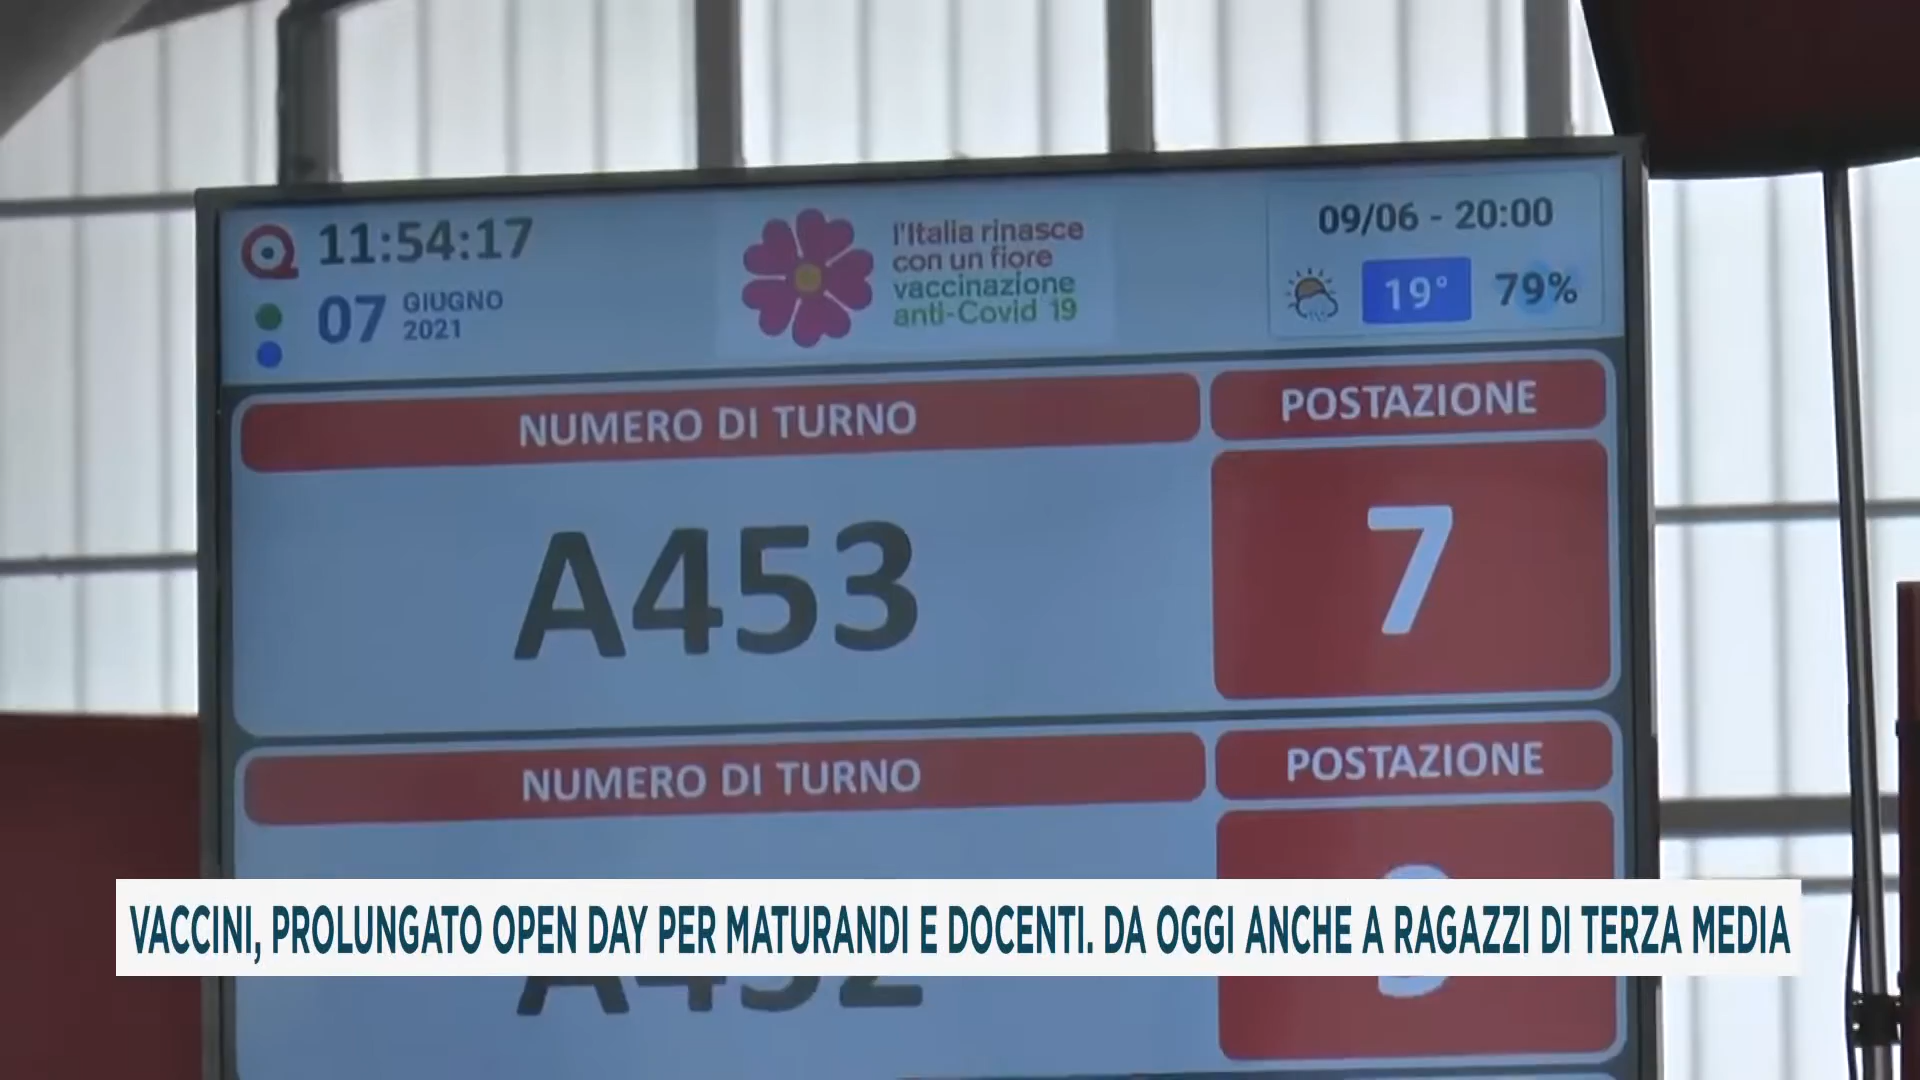 11:54:17
07 GIUGNO
2021
l'Italia rinasce
con un fiore
vaccinazione
anti-Covid 19
09/06 - 20:00
19° 79%
NUMERO DI TURNO
POSTAZIONE
A453
7
NUMERO DI TURNO
POSTAZIONE
VACCINI, PROLUNGATO OPEN DAY PER MATURANDI E DOCENTI. DA OGGI ANCHE A RAGAZZI DI TERZA MEDIA
A452